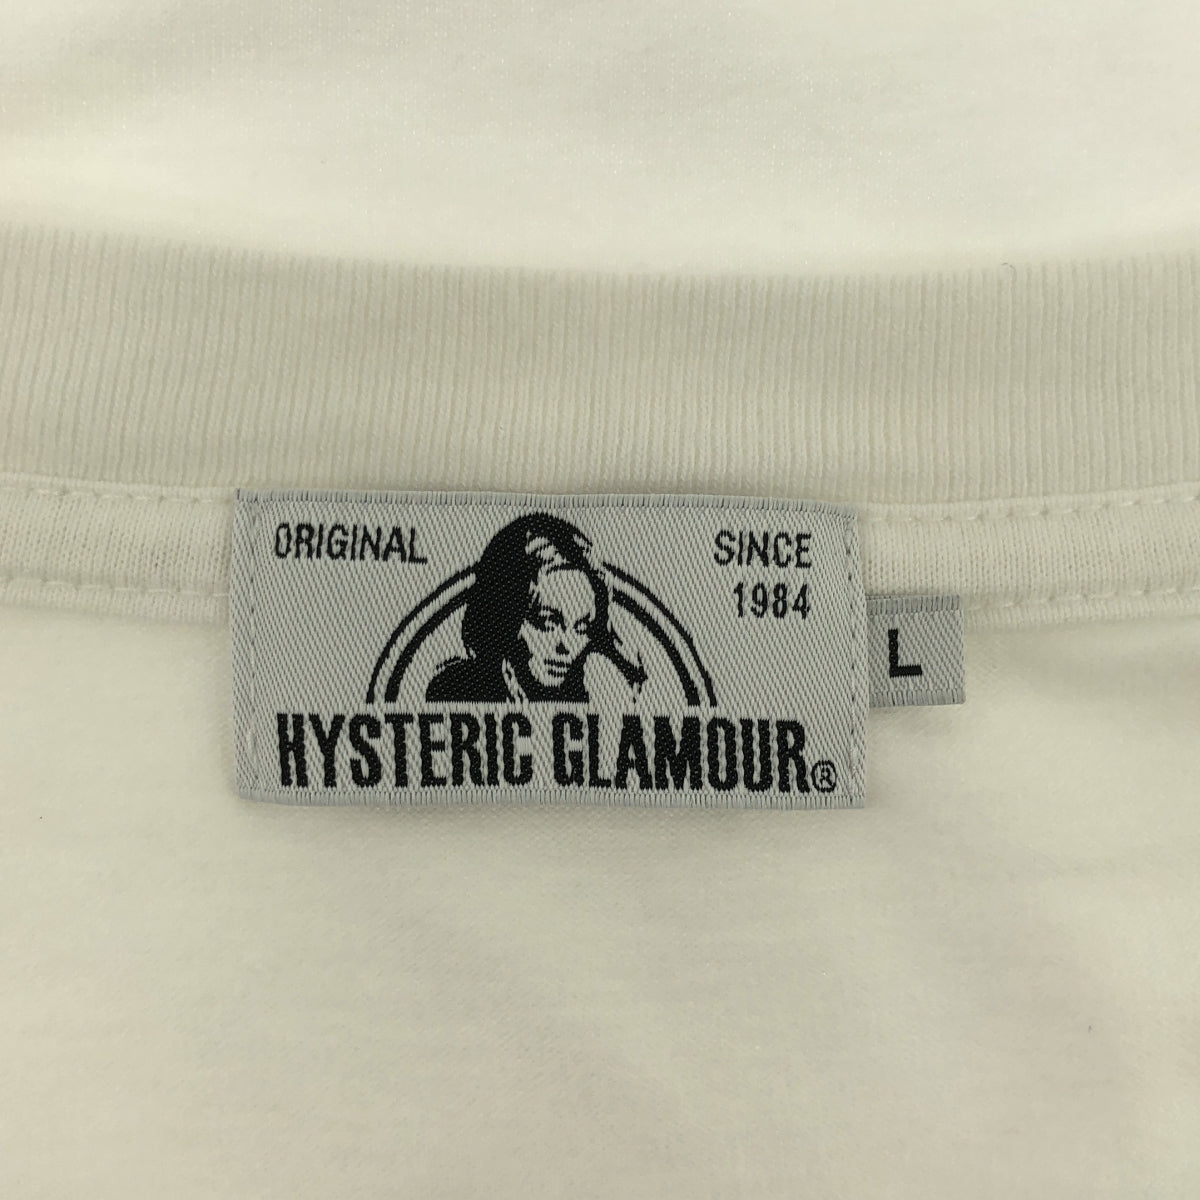 ORIGINAL
SINCE
1984
HYSTERIC GLAMOUR®
L